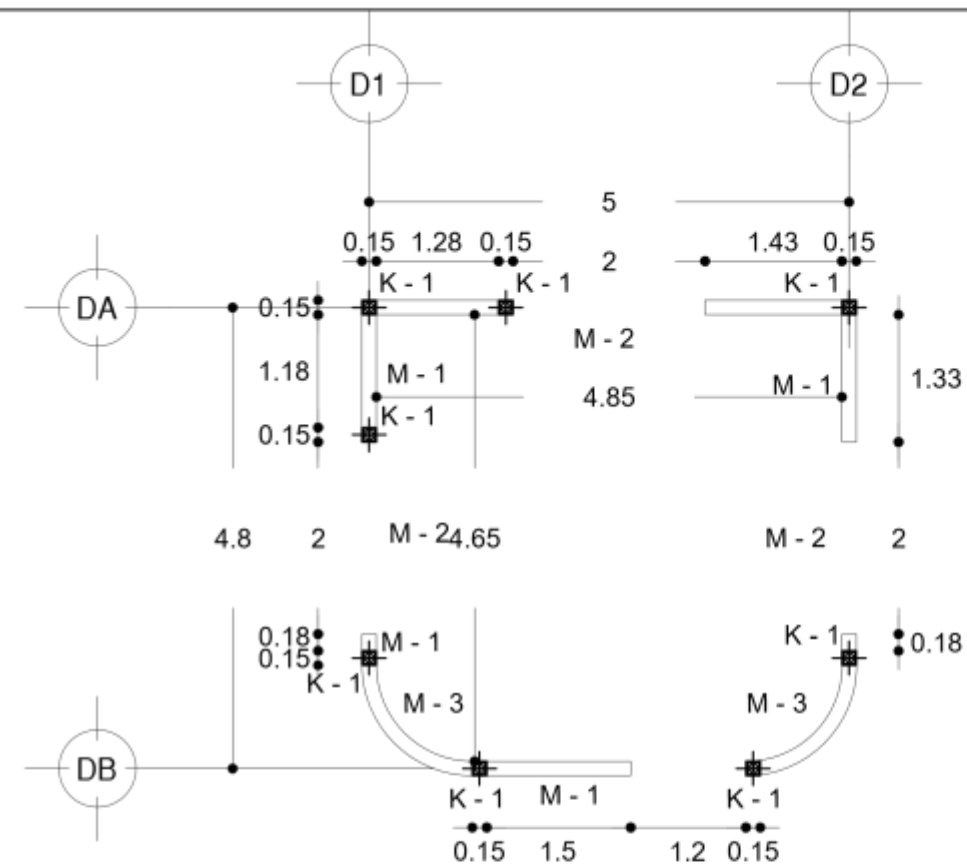 D1 D2
5
0.15 1.28 0.15 2 1.43 0.15
K - 1 K - 1 K - 1
DA 0.15
M - 2
1.18 M - 1 4.85 M - 1 1.33
K - 1
0.15
4.8 2 M - 2 4.65 M - 2 2
0.18 M - 1 K - 1 0.18
0.15
K - 1
M - 3 M - 3
DB
K - 1 M - 1 K - 1
0.15 1.5 1.2 0.15